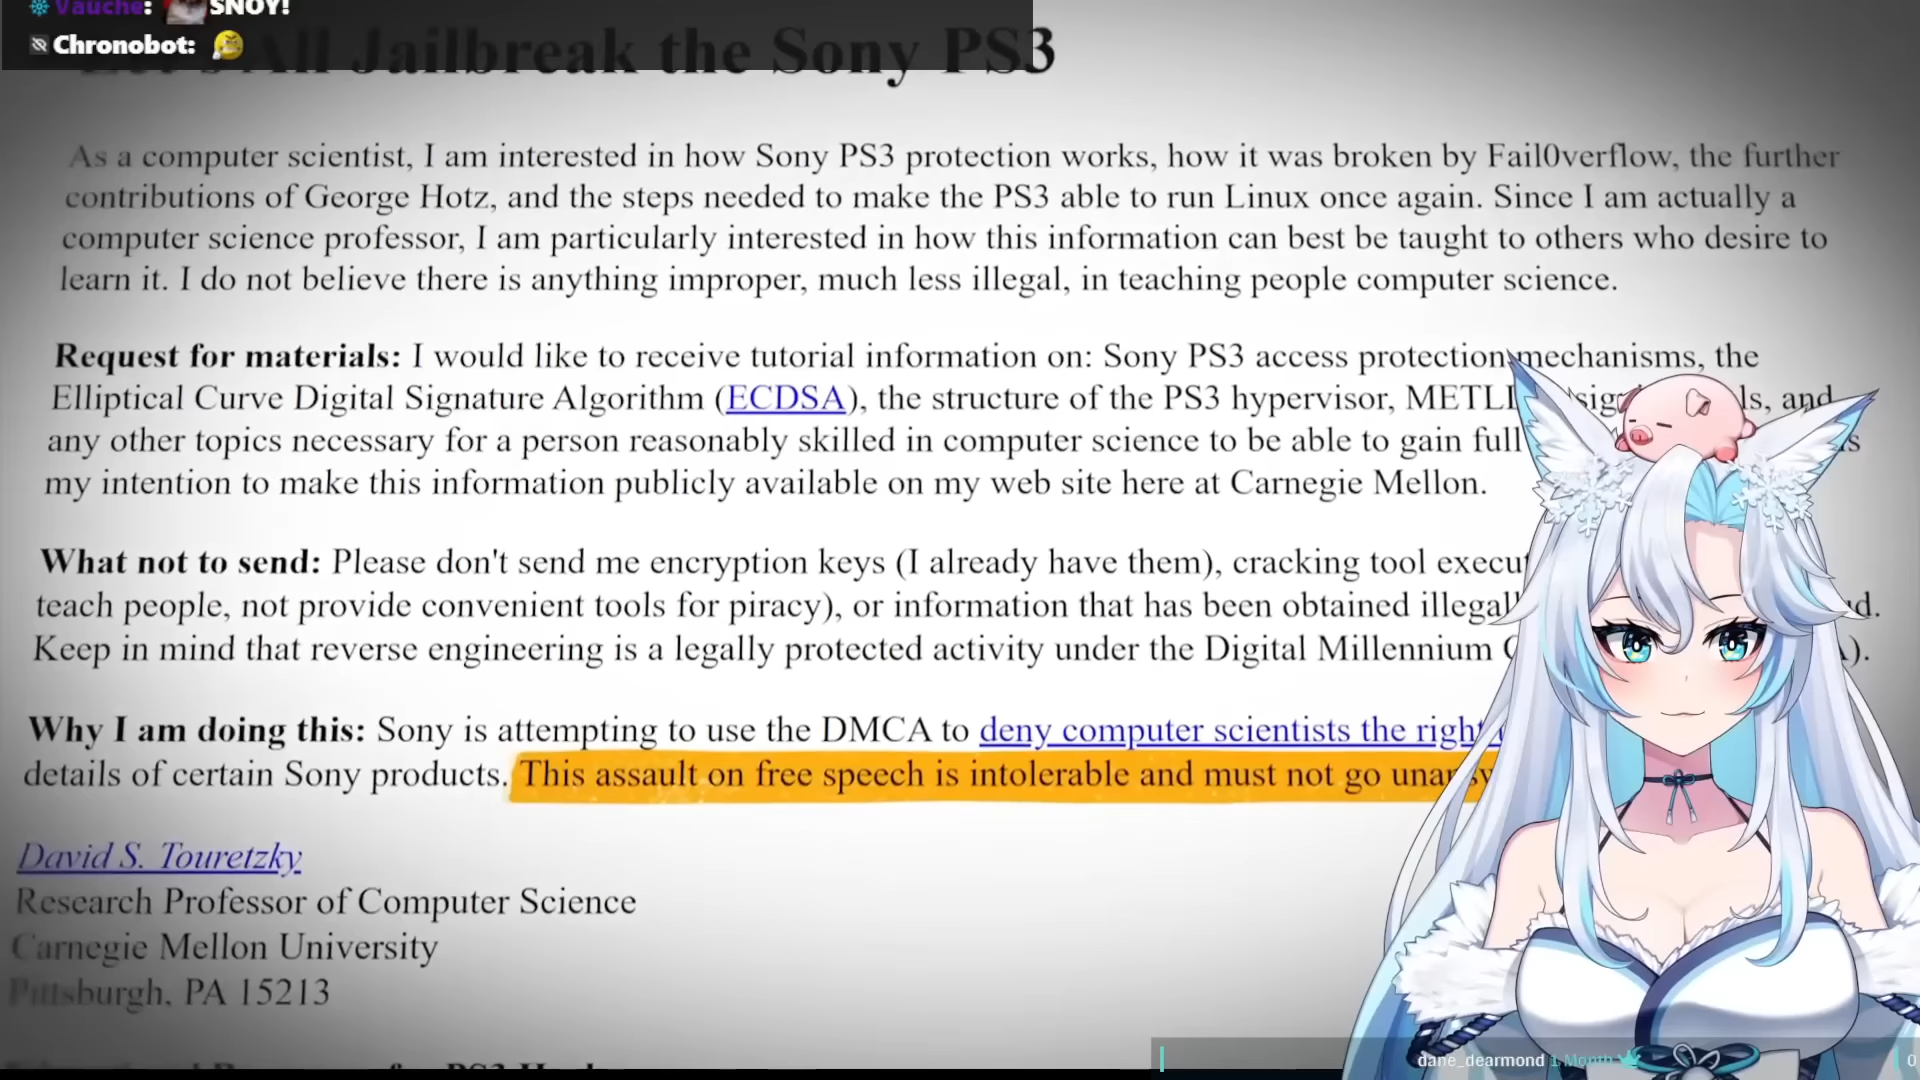 Vauche: SNOY!
Chronobot:
Let's All Jailbreak the Sony PS3
As a computer scientist, I am interested in how Sony PS3 protection works, how it was broken by Fail0verflow, the further
contributions of George Hotz, and the steps needed to make the PS3 able to run Linux once again. Since I am actually a
computer science professor, I am particularly interested in how this information can best be taught to others who desire to
learn it. I do not believe there is anything improper, much less illegal, in teaching people computer science.
Request for materials: I would like to receive tutorial information on: Sony PS3 access protection mechanisms, the
Elliptical Curve Digital Signature Algorithm (ECDSA), the structure of the PS3 hypervisor, and
any other topics necessary for a person reasonably skilled in computer science to be able to gain full
my intention to make this information publicly available on my web site here at Carnegie Mellon.
What not to send: Please don't send me encryption keys (I already have them), cracking tool
teach people, not provide convenient tools for piracy), or information that has been obtained
Keep in mind that reverse engineering is a legally protected activity under the Digital Millennium
Why I am doing this: Sony is attempting to use the DMCA to deny computer scientists the right
details of certain Sony products. This assault on free speech is intolerable and must not go
David S. Touretzky
Research Professor of Computer Science
Carnegie Mellon University
Pittsburgh, PA 15213
dane_dearmond 1 Month
0